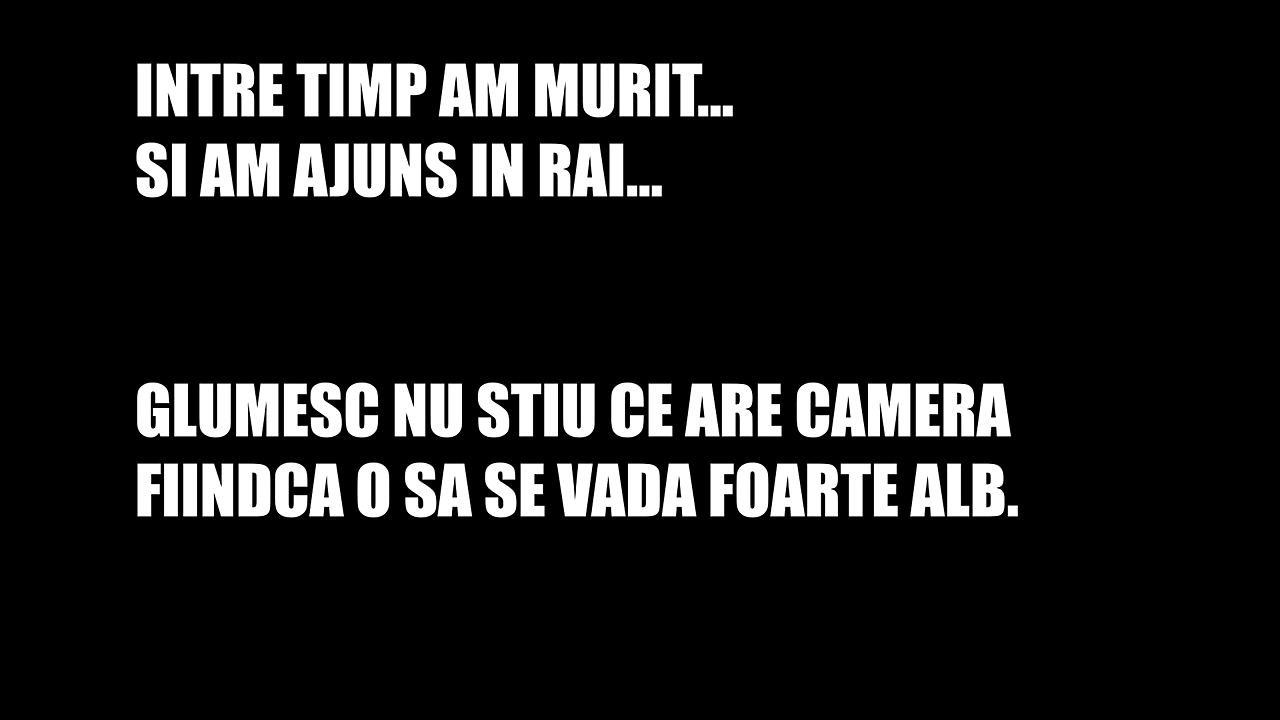 INTRE TIMP AM MURIT...
SI AM AJUNS IN RAI...
GLUMESC NU STIU CE ARE CAMERA
FIINDCA O SA SE VADA FOARTE ALB.